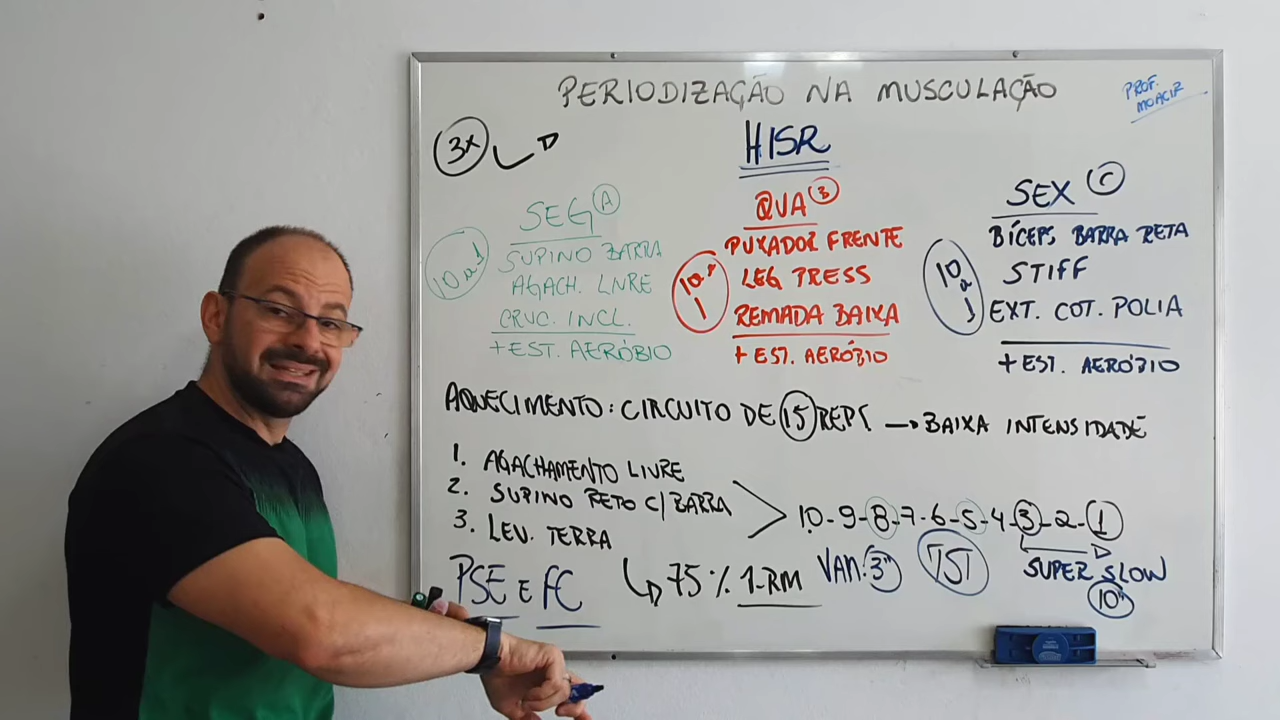 PERIODIZAÇÃO NA MUSCULAÇÃO
PROF.
MOACIR
3X
HISR
SEG A
10 a 1
SUPINO BARRA
AGACH. LIVRE
CRUC. INCL.
+ EST. AERÓBIO
QUA B
10 a 1
PUXADOR FRENTE
LEG PRESS
REMADA BAIXA
+ EST. AERÓBIO
SEX C
10 a 1
BÍCEPS BARRA RETA
STIFF
EXT. COT. POLIA
+ EST. AERÓBIO
AQUECIMENTO: CIRCUITO DE 15 REPS → BAIXA INTENSIDADE
1. AGACHAMENTO LIVRE
2. SUPINO RETO C/ BARRA
3. LEV. TERRA
10-9-8-7-6-5-4-3-2-1
PSE E FC
75% 1-RM
VAN: 3"
TST
SUPER SLOW
10"